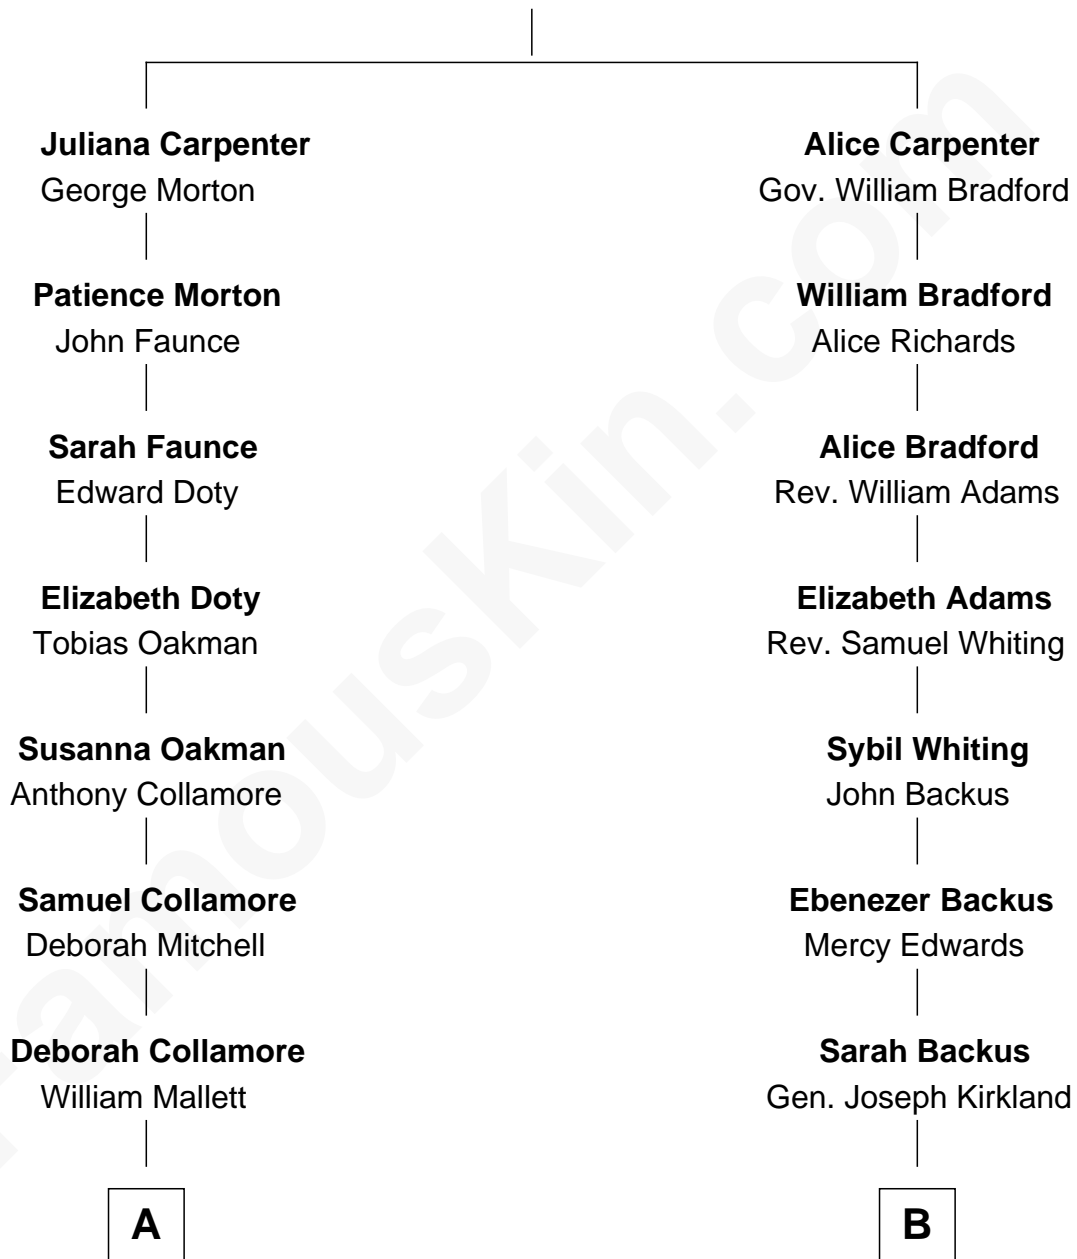 Juliana Carpenter
George Morton
Alice Carpenter
Gov. William Bradford
Patience Morton
John Faunce
William Bradford
Alice Richards
Sarah Faunce
Edward Doty
Alice Bradford
Rev. William Adams
Elizabeth Doty
Tobias Oakman
Elizabeth Adams
Rev. Samuel Whiting
Susanna Oakman
Anthony Collamore
Sybil Whiting
John Backus
Samuel Collamore
Deborah Mitchell
Ebenezer Backus
Mercy Edwards
Deborah Collamore
William Mallett
Sarah Backus
Gen. Joseph Kirkland
A
B
FamousKin.com